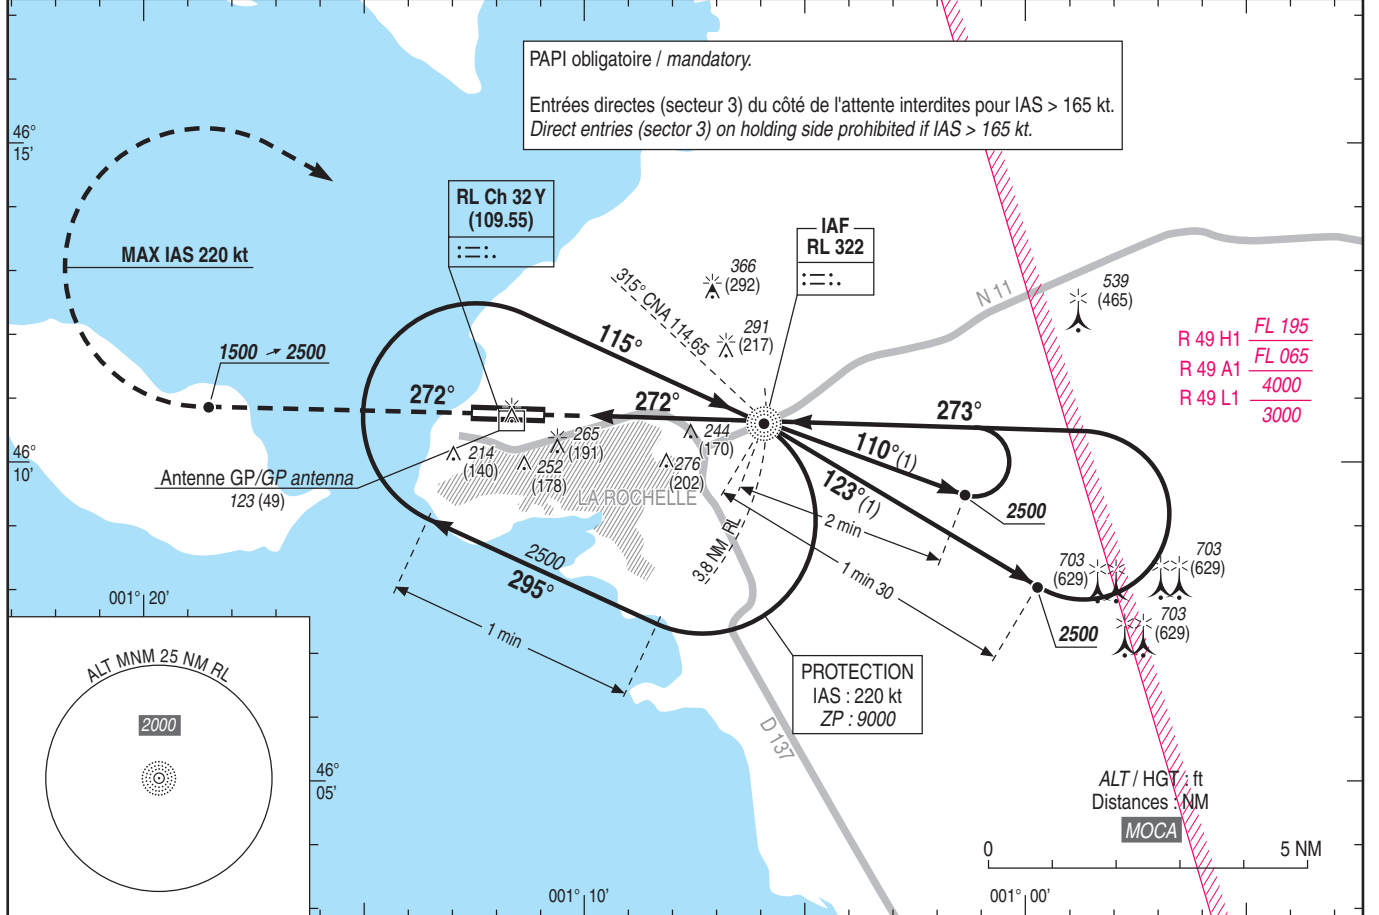 PAPI obligatoire / mandatory.
Entrées directes (secteur 3) du côté de l'attente interdites pour IAS > 165 kt.
Direct entries (sector 3) on holding side prohibited if IAS > 165 kt.
46°
15'
RL Ch 32 Y
(109.55)
IAF
RL 322
MAX IAS 220 kt
366
(292)
315° CNA 114.65
291
(217)
N 11
539
(465)
R 49 H1 FL 195
R 49 A1 FL 065
4000
R 49 L1
3000
1500 ➚ 2500
115°
272°
272°
273°
265
(191)
244
(170)
110°(1)
214
(140)
252
(178)
276
(202)
46°
10'
Antenne GP/GP antenna
123 (49)
LA ROCHELLE
123°(1)
2500
2 min
3.8 NM RL
1 min 30
2500
295°
703
(629)
703
(629)
703
(629)
2500
1 min
001° 20'
ALT MNM 25 NM RL
2000
PROTECTION
IAS : 220 kt
ZP : 9000
D 137
46°
05'
ALT / HGT : ft
Distances : NM
MOCA
0
5 NM
001° 10'
001° 00'